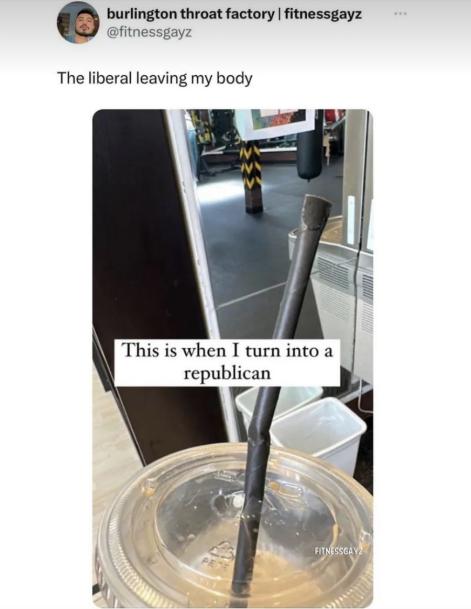 burlington throat factory | fitnessgayz
@fitnessgayz
The liberal leaving my body
This is when I turn into a
republican
FITNESSGAYZ